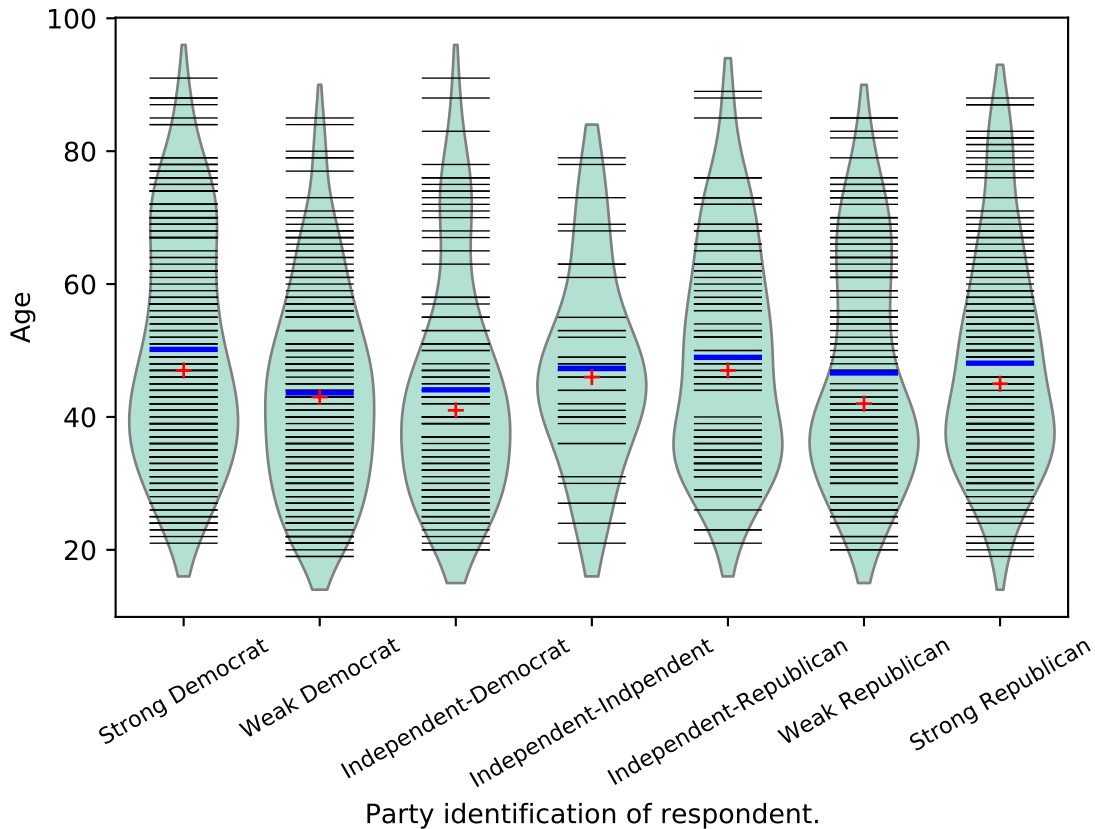 100
80
60
40
20
Age
Strong Democrat
Weak Democrat
Independent-Democrat
Independent-Indpendent
Independent-Republican
Weak Republican
Strong Republican
Party identification of respondent.